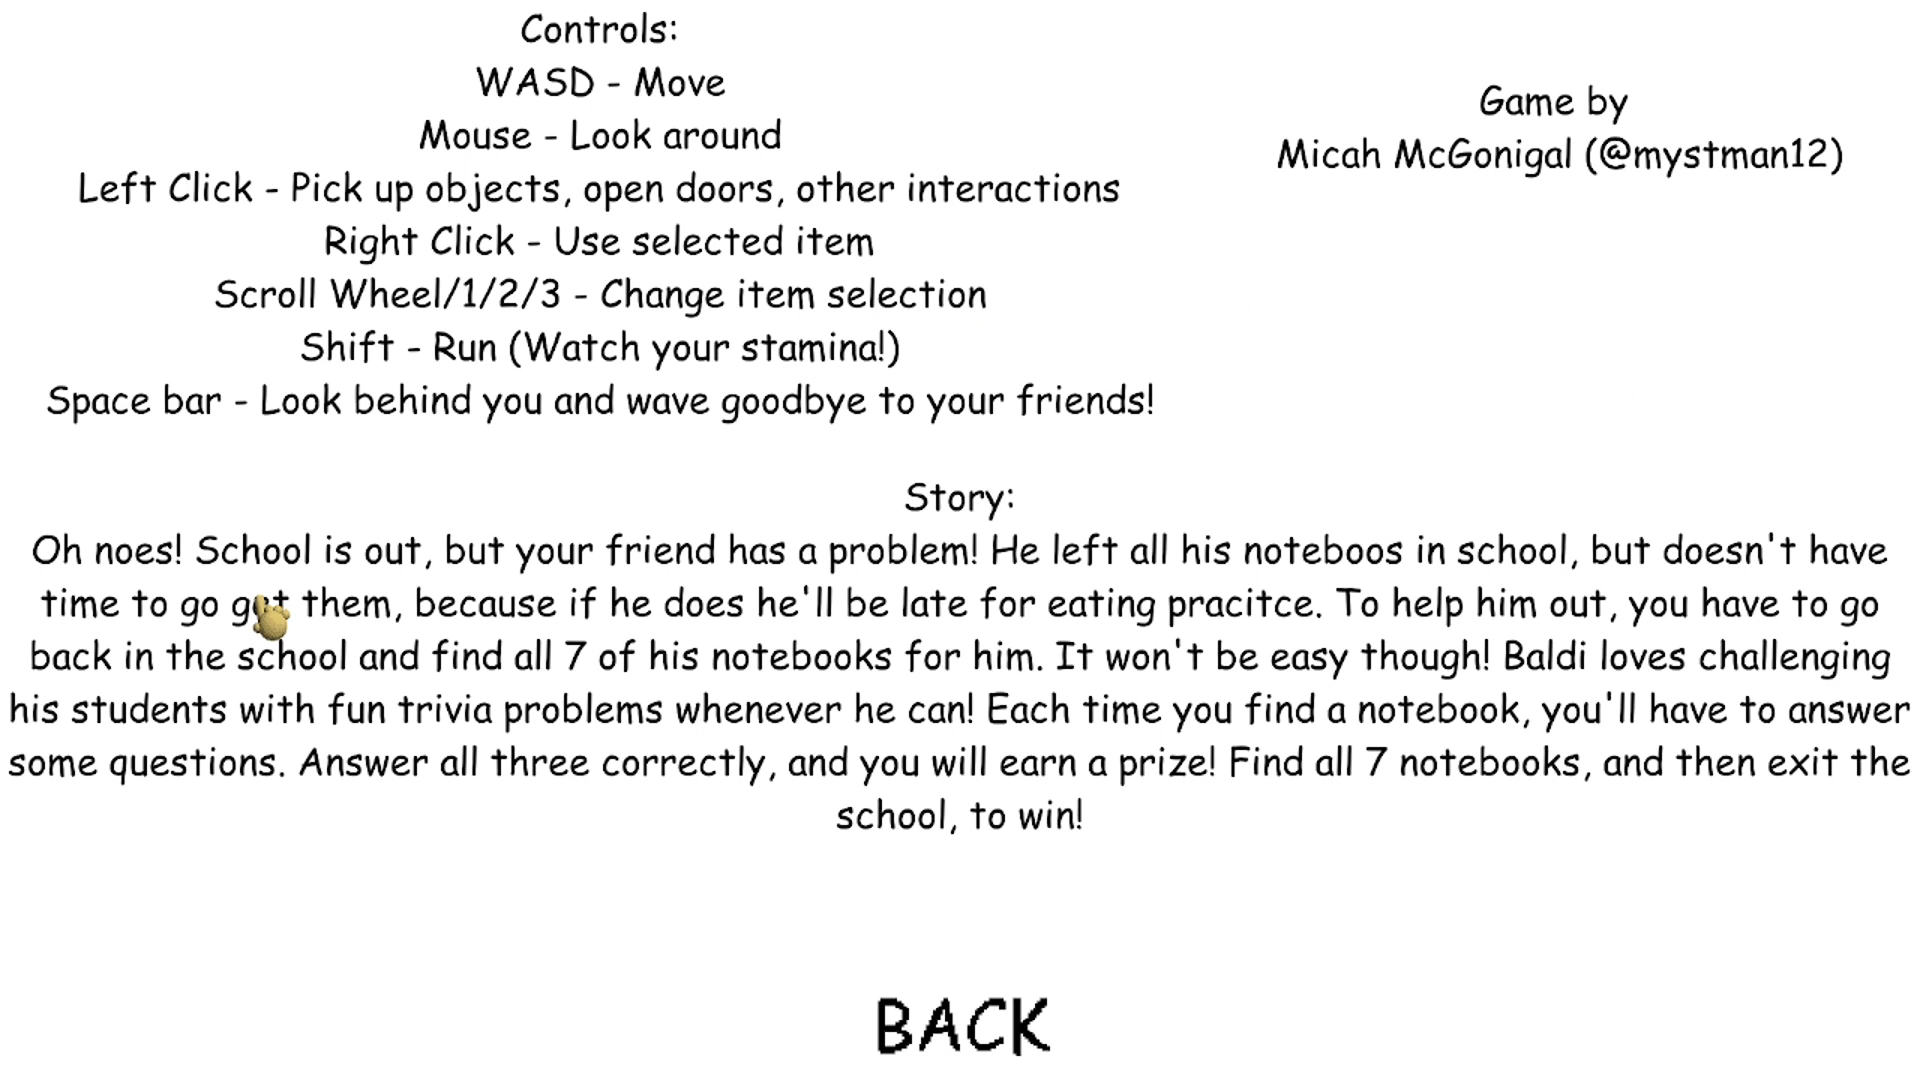 Controls:
WASD - Move
Mouse - Look around
Left Click - Pick up objects, open doors, other interactions
Right Click - Use selected item
Scroll Wheel/1/2/3 - Change item selection
Shift - Run (Watch your stamina!)
Space bar - Look behind you and wave goodbye to your friends!
Game by
Micah McGonigal (@mystman12)
Story:
Oh noes! School is out, but your friend has a problem! He left all his noteboos in school, but doesn't have
time to go get them, because if he does he'll be late for eating pracitce. To help him out, you have to go
back in the school and find all 7 of his notebooks for him. It won't be easy though! Baldi loves challenging
his students with fun trivia problems whenever he can! Each time you find a notebook, you'll have to answer
some questions. Answer all three correctly, and you will earn a prize! Find all 7 notebooks, and then exit the
school, to win!
BACK